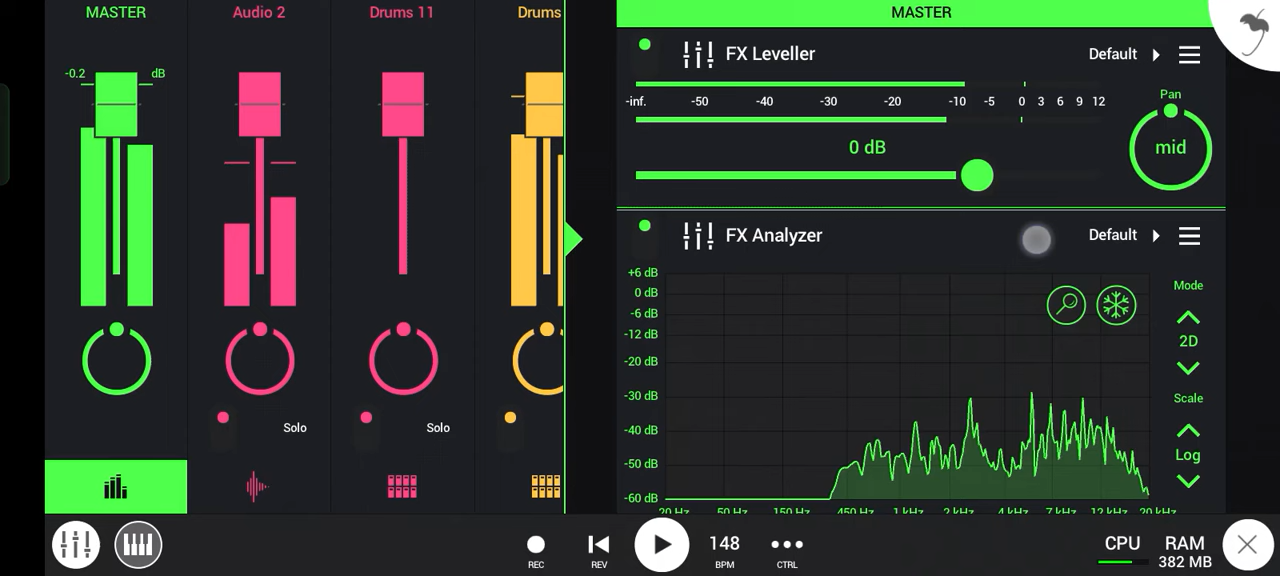 MASTER
Audio 2
Drums 11
Drums
MASTER
-0.2
dB
FX Leveller
Default
-inf.
-50
-40
-30
-20
-10
-5
0
3
6
9
12
Pan
mid
0 dB
FX Analyzer
Default
+6 dB
0 dB
-6 dB
-12 dB
-20 dB
-30 dB
-40 dB
-50 dB
-60 dB
20 Hz
50 Hz
150 Hz
450 Hz
1 kHz
2 kHz
4 kHz
7 kHz
12 kHz
20 kHz
Mode
2D
Scale
Log
Solo
Solo
REC
REV
148
BPM
CTRL
CPU
RAM
382 MB